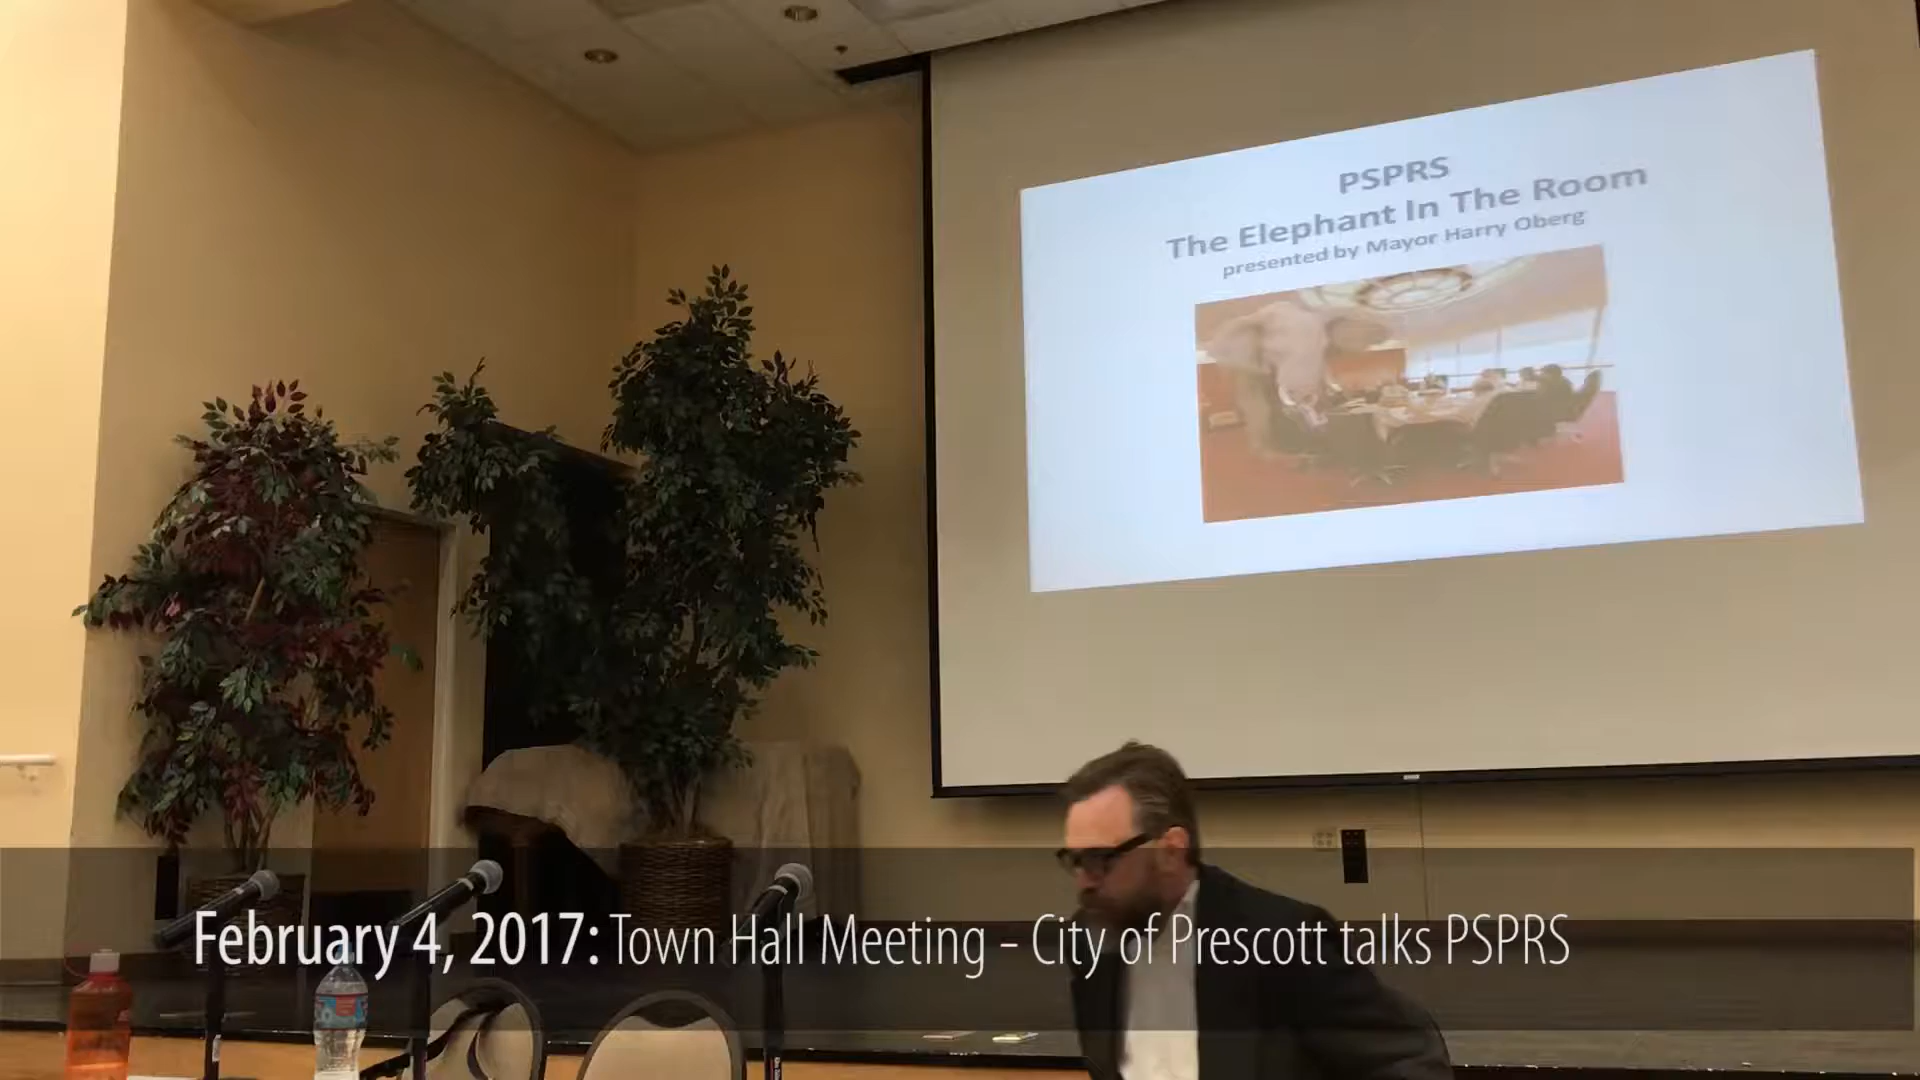 PSPRS
The Elephant In The Room
presented by Mayor Harry Oberg
February 4, 2017: Town Hall Meeting - City of Prescott talks PSPRS